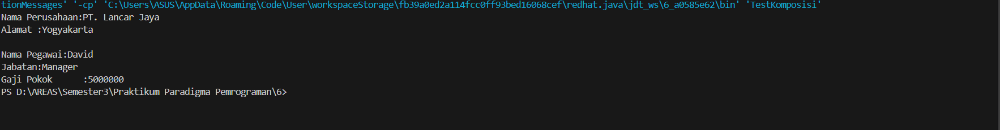 tionMessages' '-cp' 'C:\Users\ASUS\AppData\Roaming\Code\User\workspaceStorage\fb39a0ed2a114fcc0ff93bed16068cef\redhat.java\jdt_ws\6_a0585e62\bin' 'TestKomposisi'
Nama Perusahaan:PT. Lancar Jaya
Alamat :Yogyakarta
Nama Pegawai:David
Jabatan:Manager
Gaji Pokok      :5000000
PS D:\AREAS\Semester3\Praktikum Paradigma Pemrograman\6>